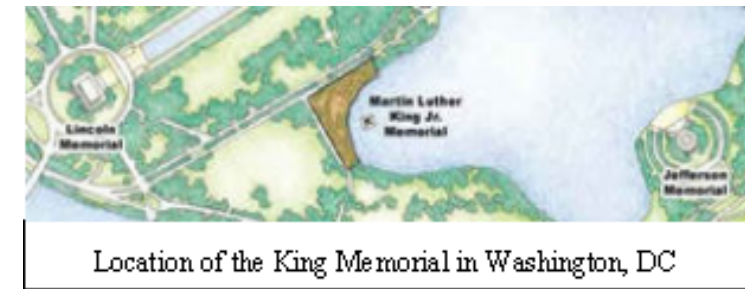 Lincoln
Memorial
Martin Luther
King Jr.
Memorial
Jefferson
Memorial
Location of the King Memorial in Washington, DC